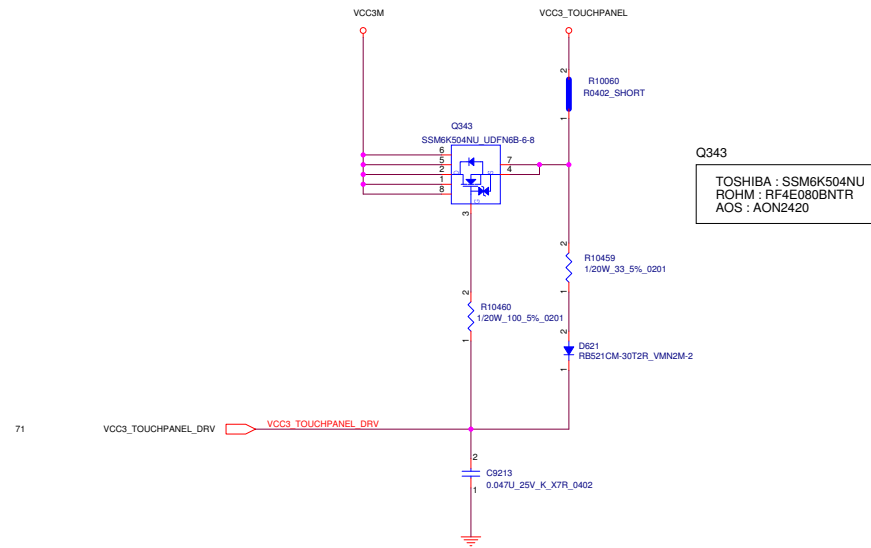 VCC3M
VCC3_TOUCHPANEL
2
R10060
R0402_SHORT
1
Q343
SSM6K504NU_UDFN6B-6-8
6
5
2
1
8
7
4
D
S
G
3
Q343
TOSHIBA : SSM6K504NU
ROHM : RF4E080BNTR
AOS : AON2420
2
R10459
1/20W_33_5%_0201
1
2
R10460
1/20W_100_5%_0201
1
2
D621
RB521CM-30T2R_VMN2M-2
1
71
VCC3_TOUCHPANEL_DRV
VCC3_TOUCHPANEL_DRV
2
C9213
0.047U_25V_K_X7R_0402
1